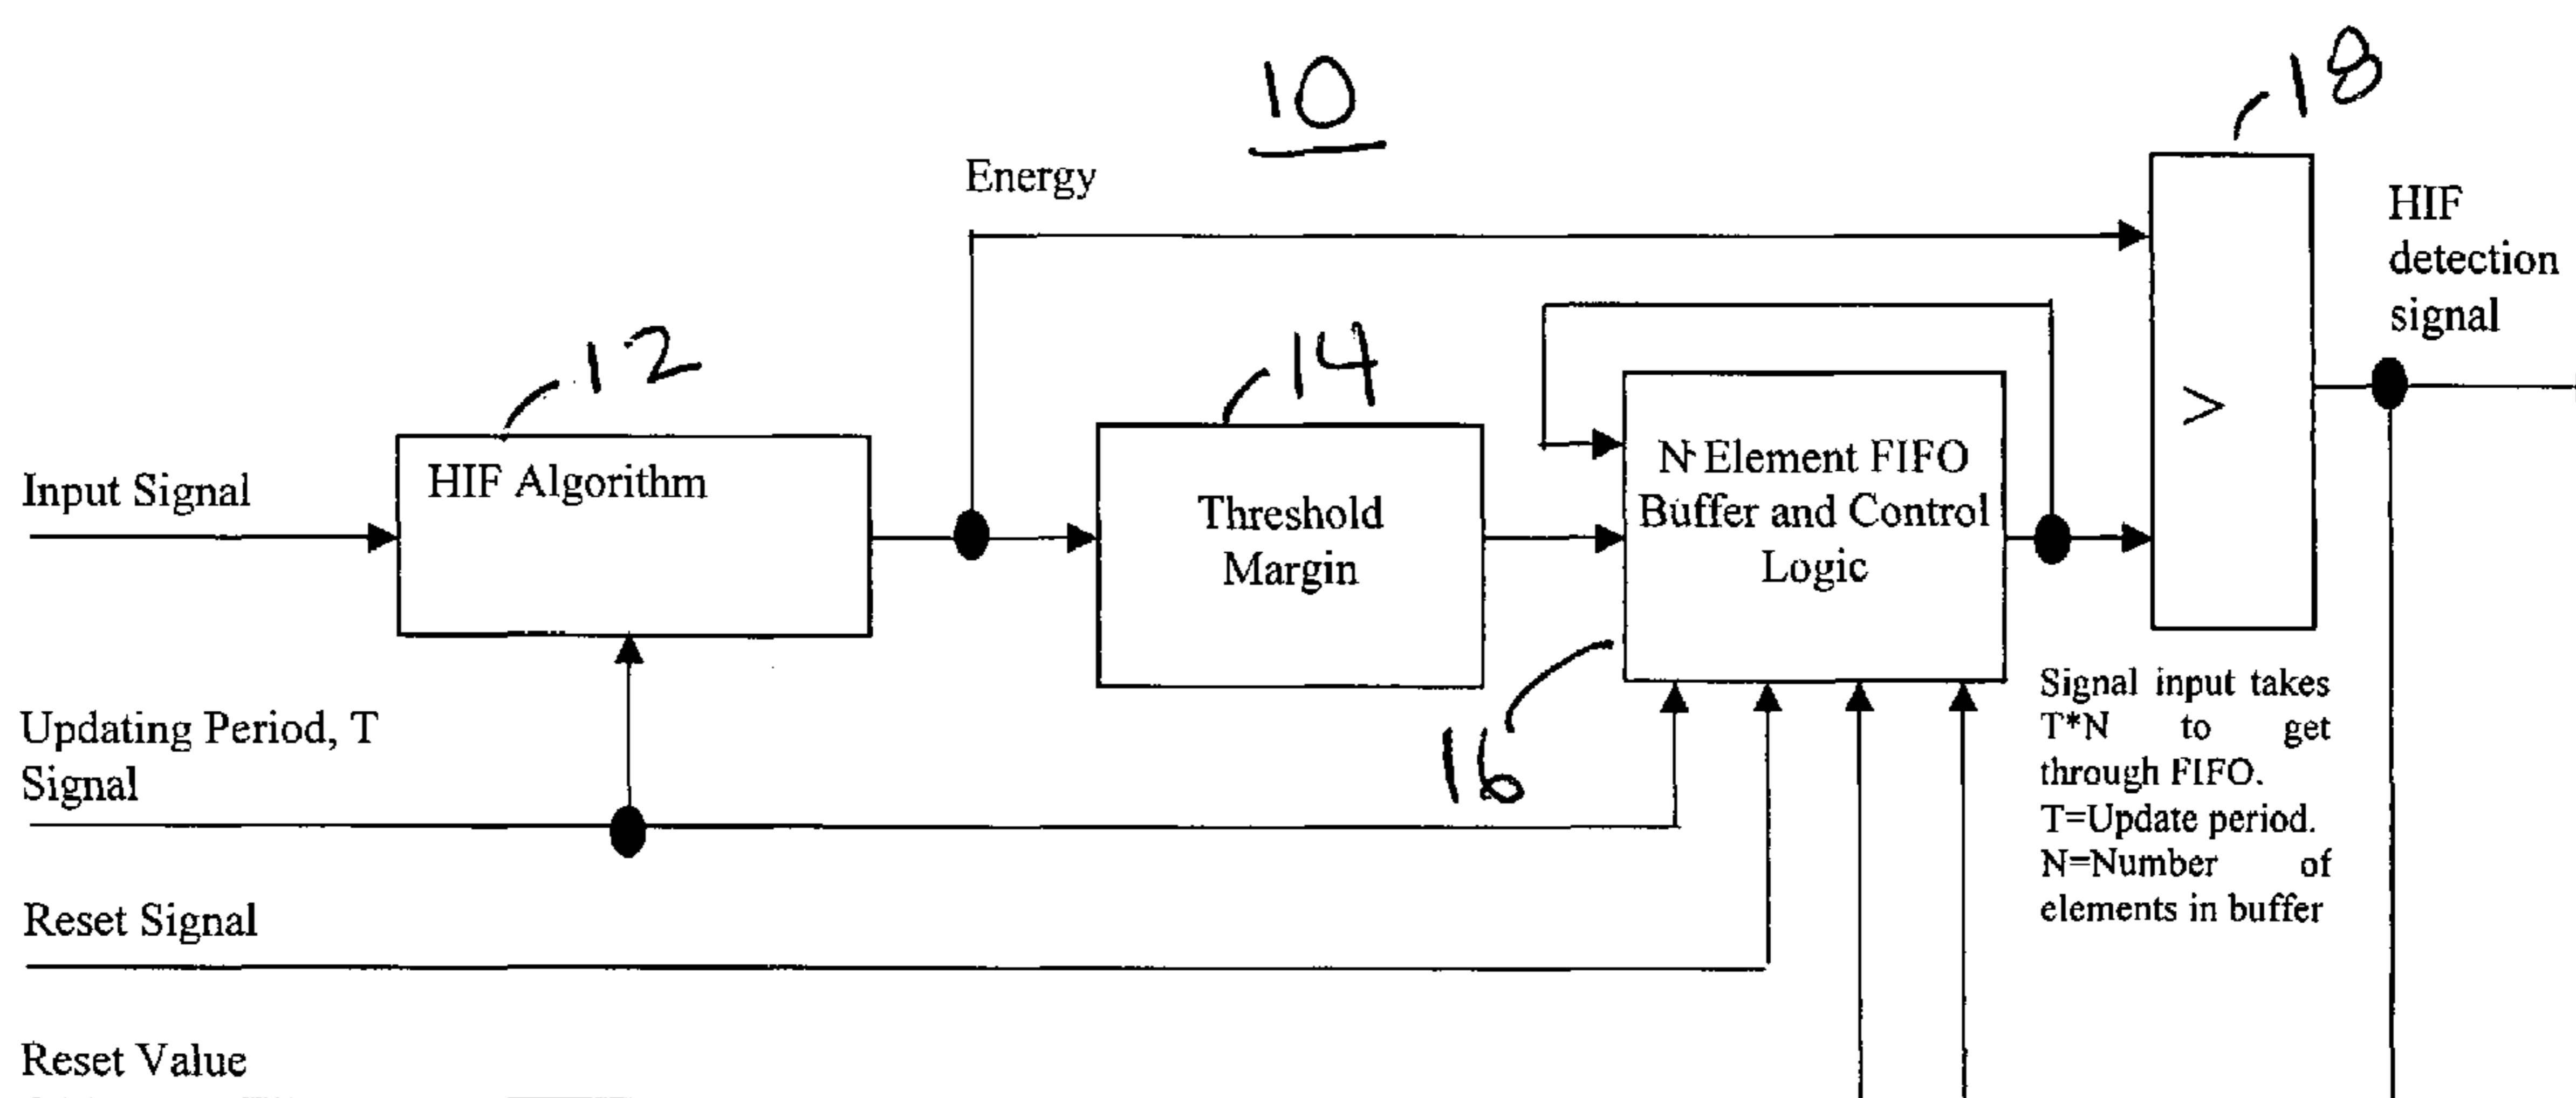 10
18
Energy
HIF
detection
signal
12
14
>
Input Signal
HIF Algorithm
Threshold
Margin
N Element FIFO
Buffer and Control
Logic
16
Signal input takes
T*N to get
through FIFO.
T=Update period.
N=Number of
elements in buffer
Updating Period, T
Signal
Reset Signal
Reset Value